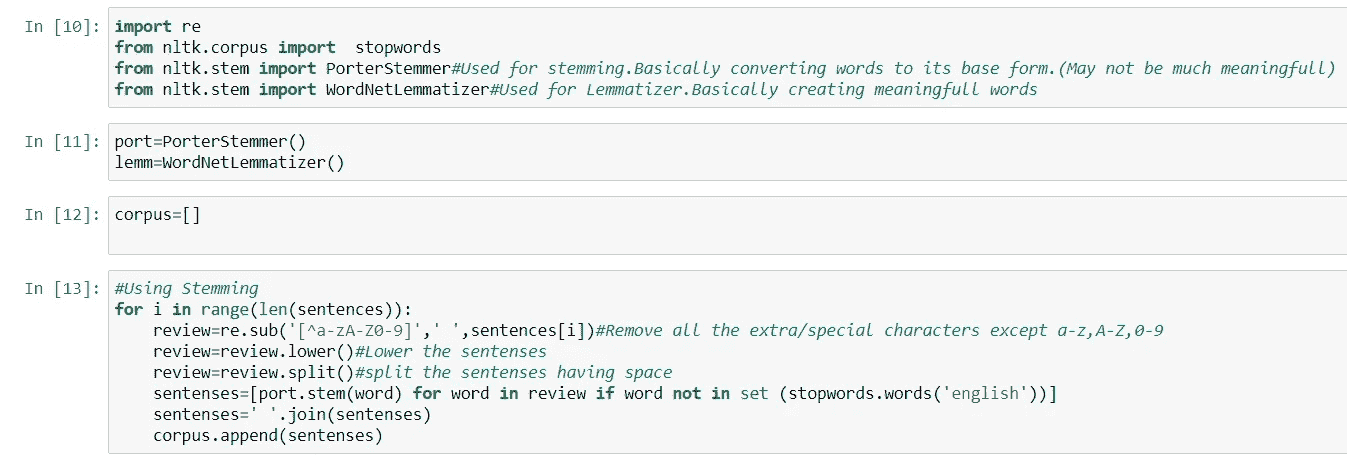 In [10]: import re
from nltk.corpus import  stopwords
from nltk.stem import PorterStemmer#Used for stemming.Basically converting words to its base form.(May not be much meaningfull)
from nltk.stem import WordNetLemmatizer#Used for Lemmatizer.Basically creating meaningfull words
In [11]: port=PorterStemmer()
lemm=WordNetLemmatizer()
In [12]: corpus=[]
In [13]: #Using Stemming
for i in range(len(sentences)):
    review=re.sub('[^a-zA-Z0-9]',' ',sentences[i])#Remove all the extra/special characters except a-z,A-Z,0-9
    review=review.lower()#Lower the sentenses
    review=review.split()#split the sentenses having space
    sentenses=[port.stem(word) for word in review if word not in set (stopwords.words('english'))]
    sentenses=' '.join(sentenses)
    corpus.append(sentenses)